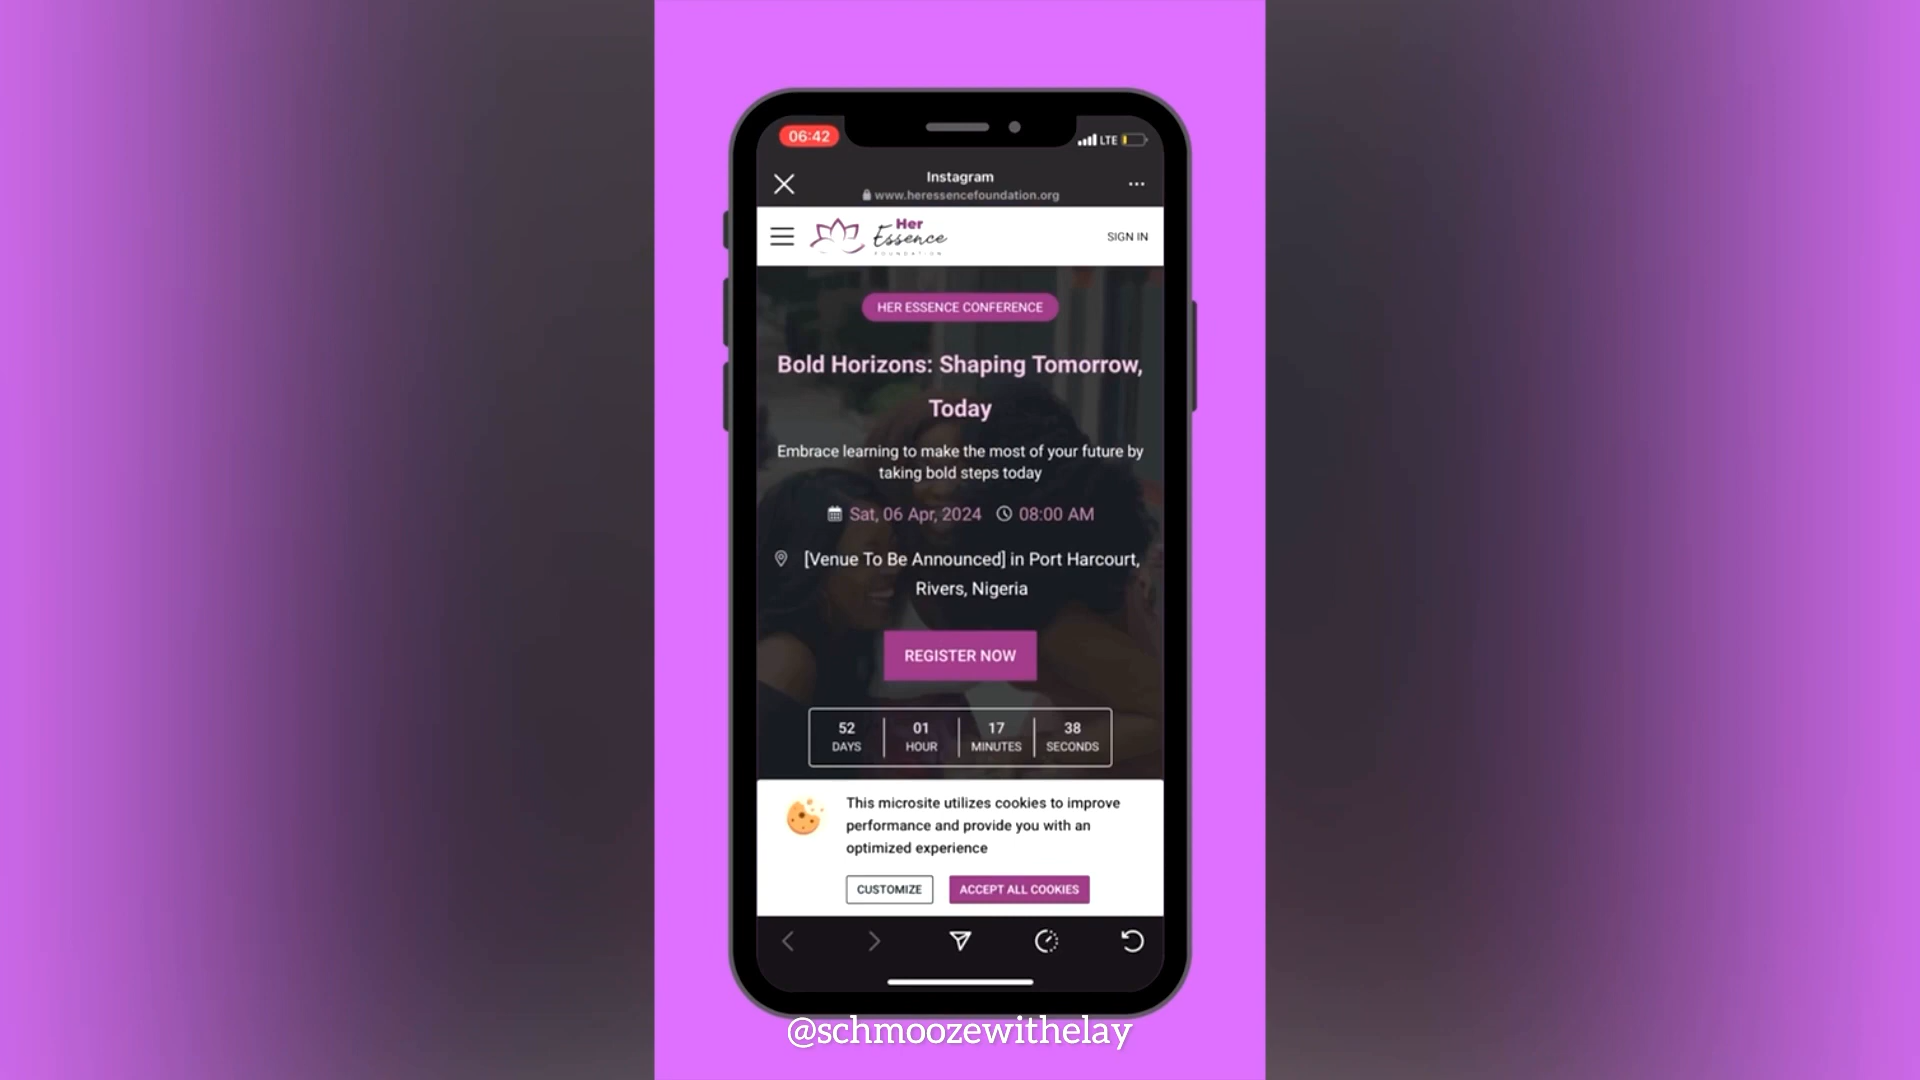 06:42
LTE
Instagram
www.heressencefoundation.org
Her
Essence
FOUNDATION
SIGN IN
HER ESSENCE CONFERENCE
Bold Horizons: Shaping Tomorrow,
Today
Embrace learning to make the most of your future by
taking bold steps today
Sat, 06 Apr, 2024 08:00 AM
[Venue To Be Announced] in Port Harcourt,
Rivers, Nigeria
REGISTER NOW
52 01 17 38
DAYS HOUR MINUTES SECONDS
This microsite utilizes cookies to improve
performance and provide you with an
optimized experience
CUSTOMIZE ACCEPT ALL COOKIES
@schmoozewithelay